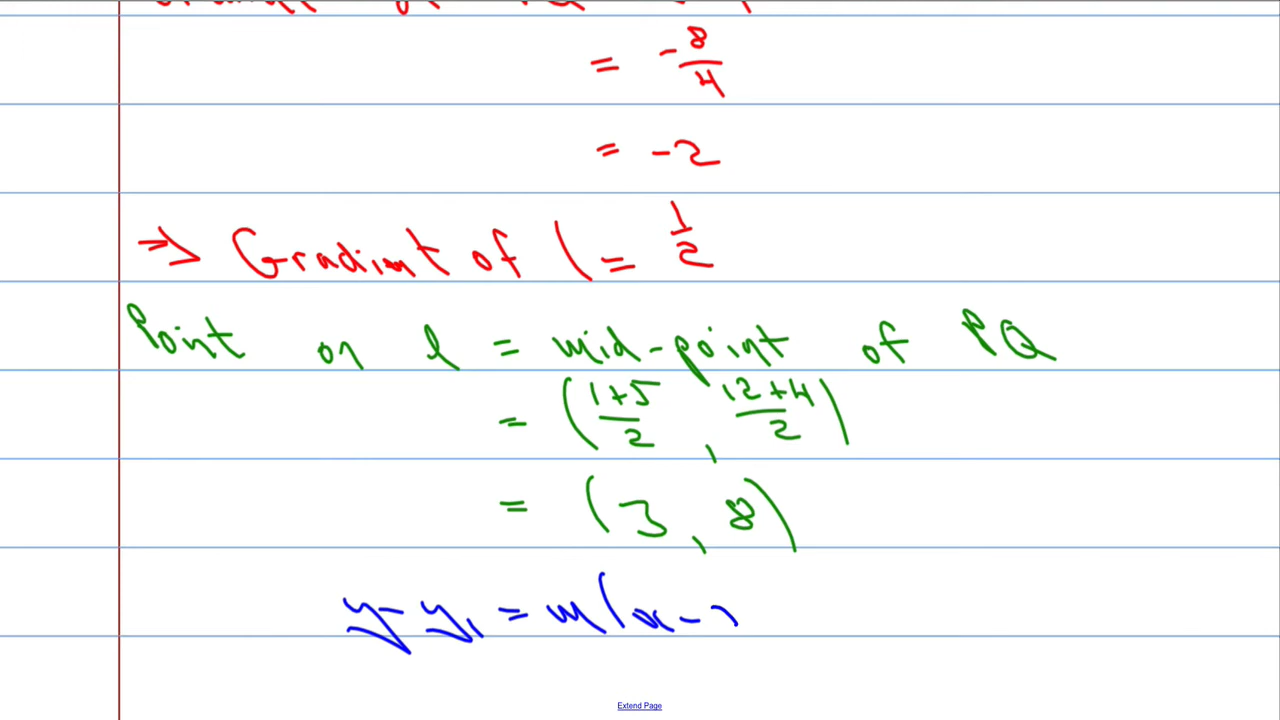 = -8/4
= -2
⇒ Gradient of l = 1/2
Point on l = mid-point of PQ
= (1+5/2 , 12+4/2)
= (3, 8)
y-y₁ = m(x-
Extend Page